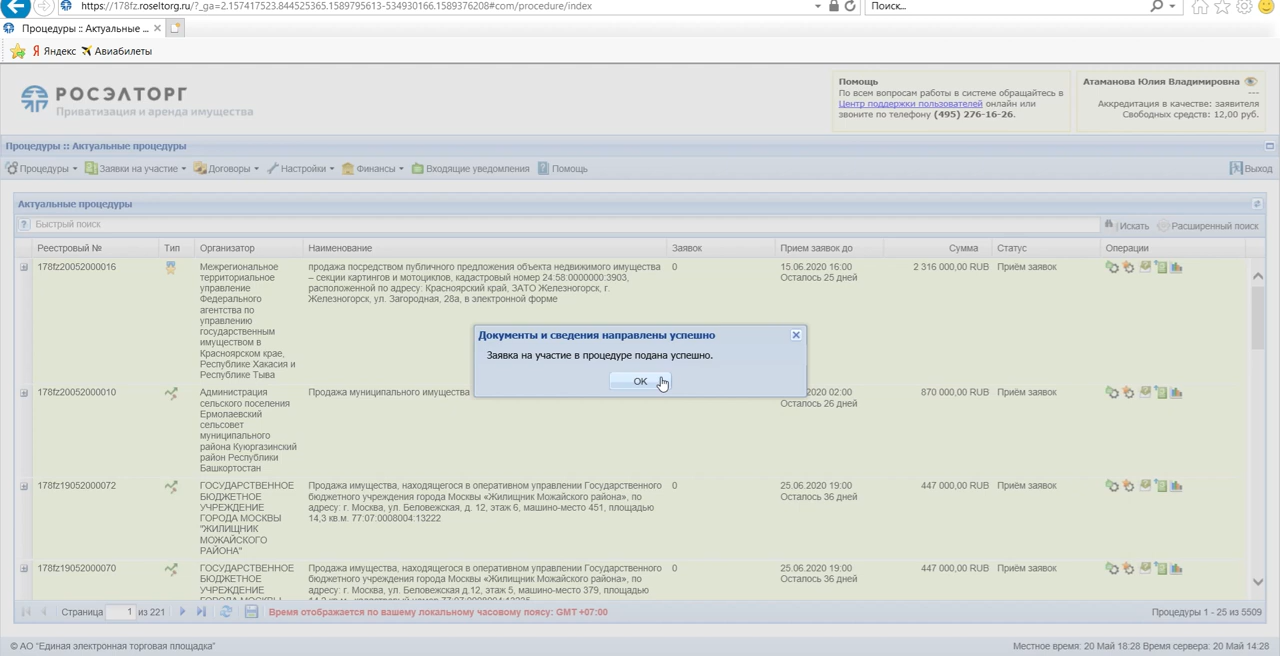 https://178fz.roseltorg.ru/?_ga=2.157417523.844525365.1589795613-534930166.1589376208#com/procedure/index
Поиск...
Процедуры :: Актуальные ...
Яндекс
Авиабилеты
РОСЭЛТОРГ
Приватизация и аренда имущества
Помощь
По всем вопросам работы в системе обращайтесь в
Центр поддержки пользователей онлайн или
звоните по телефону (495) 276-16-26.
Атаманова Юлия Владимировна
---
Аккредитация в качестве: заявителя
Свободных средств: 12,00 руб.
Процедуры :: Актуальные процедуры
Процедуры
Заявки на участие
Договоры
Настройки
Финансы
Входящие уведомления
Помощь
Выход
Актуальные процедуры
Быстрый поиск
Искать
Расширенный поиск
Реестровый №
Тип
Организатор
Наименование
Заявок
Прием заявок до
Сумма
Статус
Операции
178fz20052000016
Межрегиональное
территориальное
управление
Федерального
агентства по
управлению
государственным
имуществом в
Красноярском крае,
Республике Хакасия и
Республике Тыва
продажа посредством публичного предложения объекта недвижимого имущества
– секции картингов и мотоциклов, кадастровый номер 24:58:0000000:3903,
расположенной по адресу: Красноярский край, ЗАТО Железногорск, г.
Железногорск, ул. Загородная, 28а, в электронной форме
0
15.06.2020 16:00
Осталось 25 дней
2 316 000,00 RUB
Приём заявок
Документы и сведения направлены успешно
Заявка на участие в процедуре подана успешно.
OK
178fz20052000010
Администрация
сельского поселения
Ермолаевский
сельсовет
муниципального
района Куюргазинский
район Республики
Башкортостан
Продажа муниципального имущества
.2020 02:00
Осталось 26 дней
870 000,00 RUB
Приём заявок
178fz19052000072
ГОСУДАРСТВЕННОЕ
БЮДЖЕТНОЕ
УЧРЕЖДЕНИЕ
ГОРОДА МОСКВЫ
"ЖИЛИЩНИК
МОЖАЙСКОГО
РАЙОНА"
Продажа имущества, находящегося в оперативном управлении Государственного
бюджетного учреждения города Москвы «Жилищник Можайского района», по
адресу: г. Москва, ул. Беловежская, д. 12, этаж 6, машино-место 451, площадью
14,3 кв.м. 77:07:0008004:13222
0
25.06.2020 19:00
Осталось 36 дней
447 000,00 RUB
Приём заявок
178fz19052000070
ГОСУДАРСТВЕННОЕ
БЮДЖЕТНОЕ
УЧРЕЖДЕНИЕ
ГОРОДА МОСКВЫ
Продажа имущества, находящегося в оперативном управлении Государственного
бюджетного учреждения города Москвы «Жилищник Можайского района», по
адресу: г. Москва, ул. Беловежская д.12, этаж 5, машино-место 379, площадью
0
25.06.2020 19:00
Осталось 36 дней
447 000,00 RUB
Приём заявок
Страница 1 из 221
Время отображается по вашему локальному часовому поясу: GMT +07:00
Процедуры 1 - 25 из 5509
© АО "Единая электронная торговая площадка"
Местное время: 20 Май 18:28 Время сервера: 20 Май 14:28